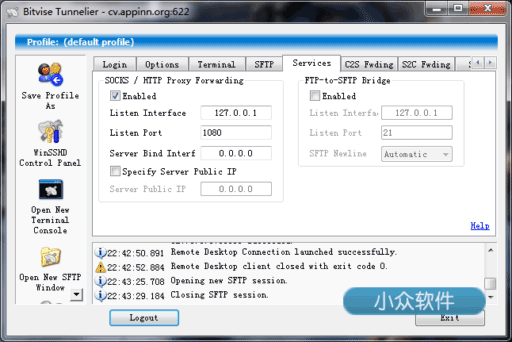 Bitvise Tunnelier - cv.appinn.org:622
Profile: (default profile)
Save Profile
As
WinSSHD
Control Panel
Open New
Terminal
Console
Open New SFTP
Window
Login
Options
Terminal
SFTP
Services
C2S Fwding
S2C Fwding
SOCKS / HTTP Proxy Forwarding
Enabled
Listen Interface
127.0.0.1
Listen Port
1080
Server Bind Interf
0.0.0.0
Specify Server Public IP
Server Public IP
0.0.0.0
FTP-to-SFTP Bridge
Enabled
Listen Interfa
127.0.0.1
Listen Port
21
SFTP Newline
Automatic
Help
22:42:50.891 Remote Desktop Connection launched successfully.
22:42:52.884 Remote Desktop client closed with exit code 0.
22:43:25.708 Opening new SFTP session.
22:43:29.184 Closing SFTP session.
小众软件
Logout
Exit